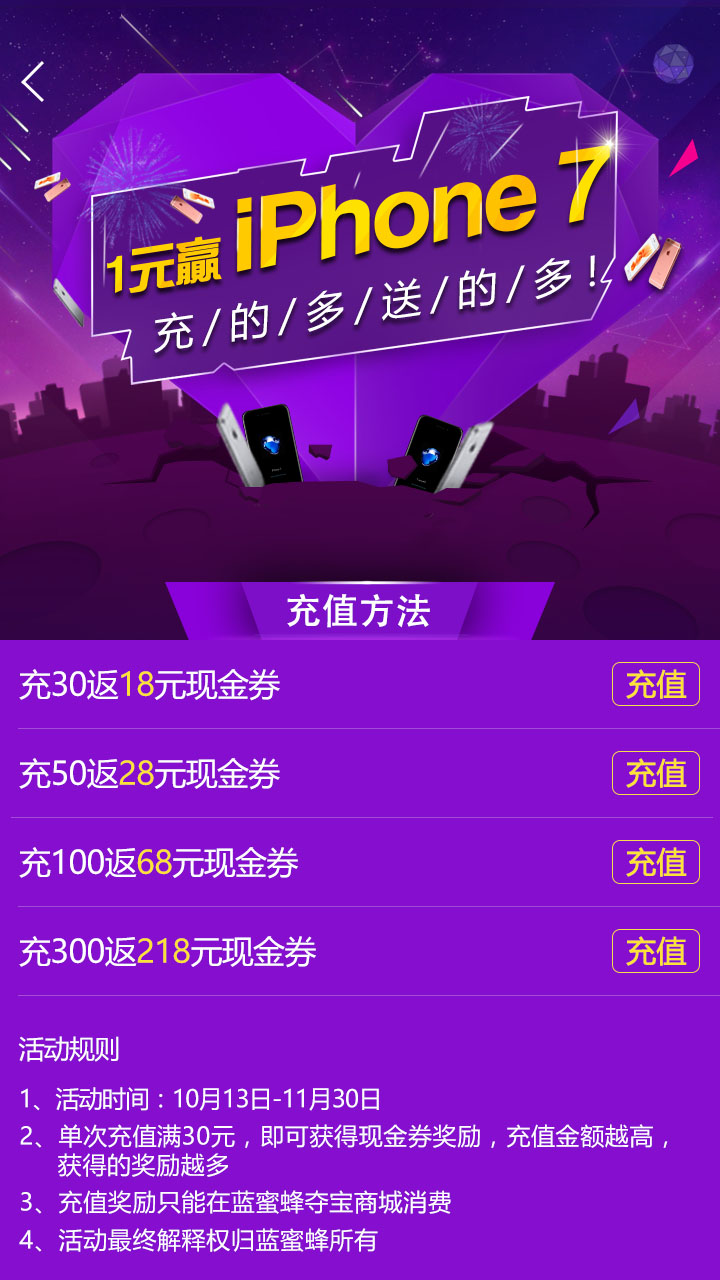 1元赢 iPhone 7
充/的/多/送/的/多!
充值方法
充30返18元现金券 充值
充50返28元现金券 充值
充100返68元现金券 充值
充300返218元现金券 充值
活动规则
1、活动时间：10月13日-11月30日
2、单次充值满30元，即可获得现金券奖励，充值金额越高，
获得的奖励越多
3、充值奖励只能在蓝蜜蜂夺宝商城消费
4、活动最终解释权归蓝蜜蜂所有